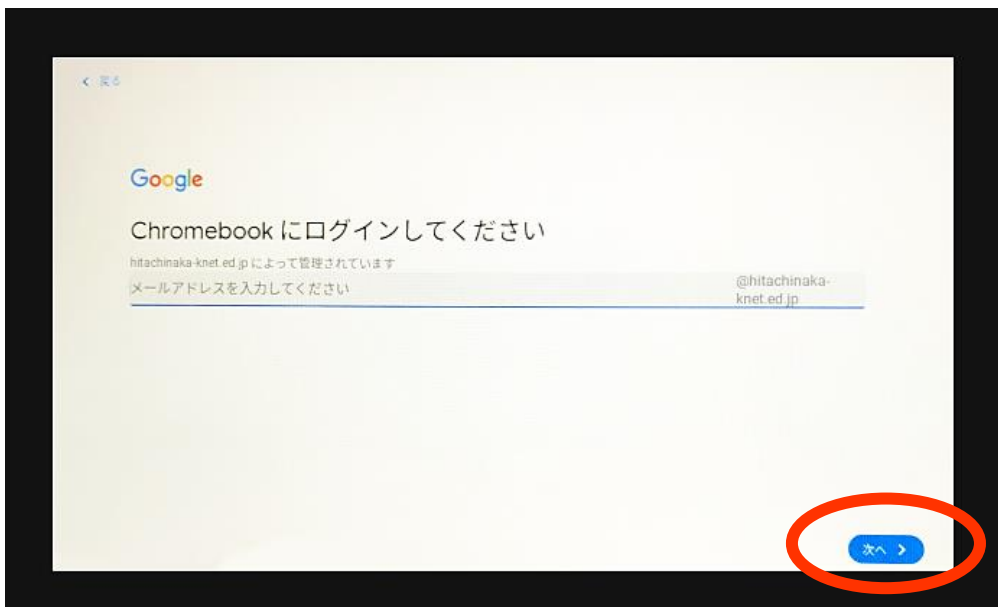 戻る
Google
Chromebook にログインしてください
hitachinaka-knet.ed.jp によって管理されています
メールアドレスを入力してください
@hitachinaka-
knet.ed.jp
次へ